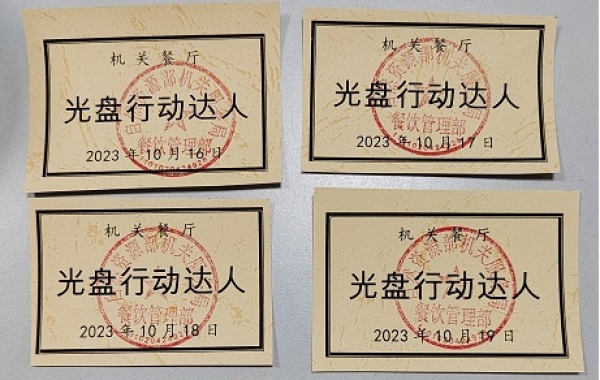 机关餐厅
光盘行动达人
2023年10月16日
餐饮管理部
机关餐厅
光盘行动达人
2023年10月17日
餐饮管理部
机关餐厅
光盘行动达人
2023年10月18日
餐饮管理部
机关餐厅
光盘行动达人
2023年10月19日
餐饮管理部